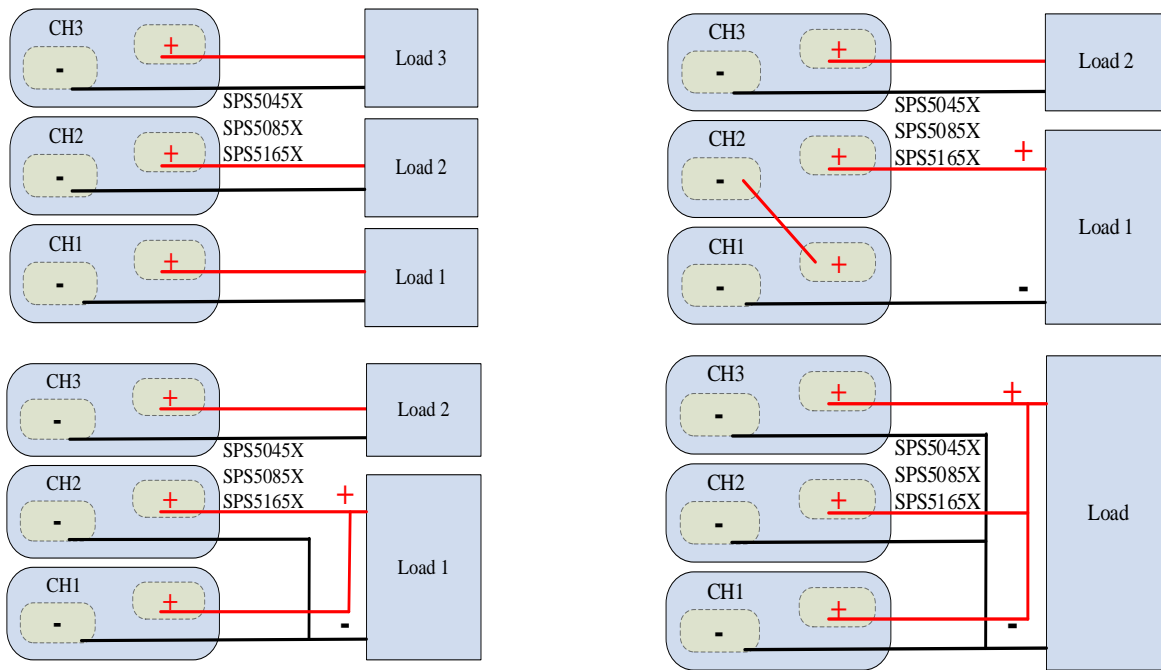 CH3
+
-
Load 3
SPS5045X
SPS5085X
SPS5165X
CH2
+
-
Load 2
CH1
+
-
Load 1
CH3
+
-
Load 2
SPS5045X
SPS5085X
SPS5165X
CH2
+
+
-
Load 1
CH1
+
-
-
CH3
+
-
Load 2
SPS5045X
SPS5085X
SPS5165X
CH2
+
+
-
Load 1
CH1
+
-
-
CH3
+
+
-
SPS5045X
SPS5085X
SPS5165X
CH2
+
-
Load
CH1
+
-
-